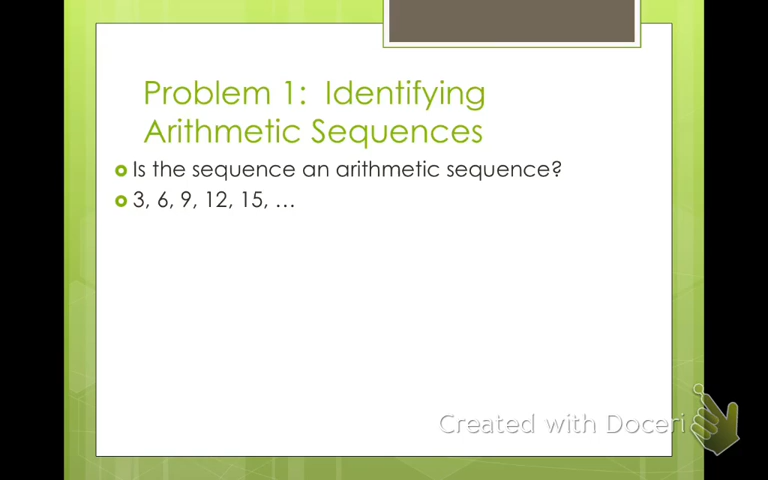 Problem 1:  Identifying
Arithmetic Sequences
Is the sequence an arithmetic sequence?
3, 6, 9, 12, 15, …
Created with Doceri